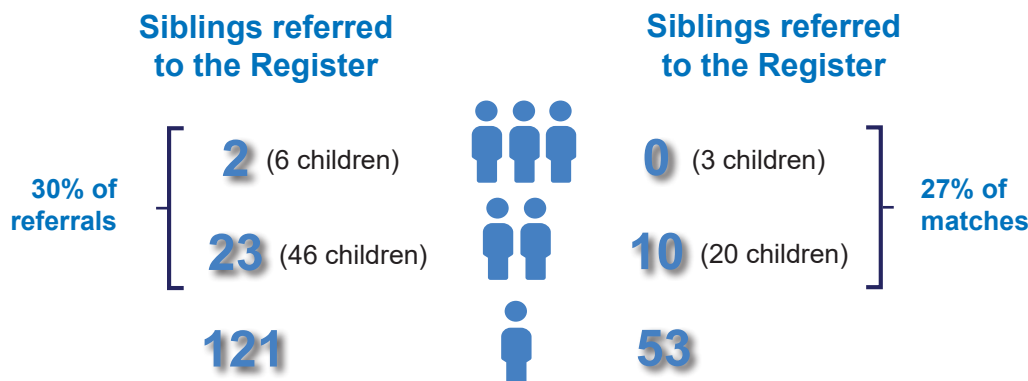 Siblings referred
to the Register
30% of
referrals
2 (6 children)
23 (46 children)
121
Siblings referred
to the Register
0 (3 children)
10 (20 children)
53
27% of
matches